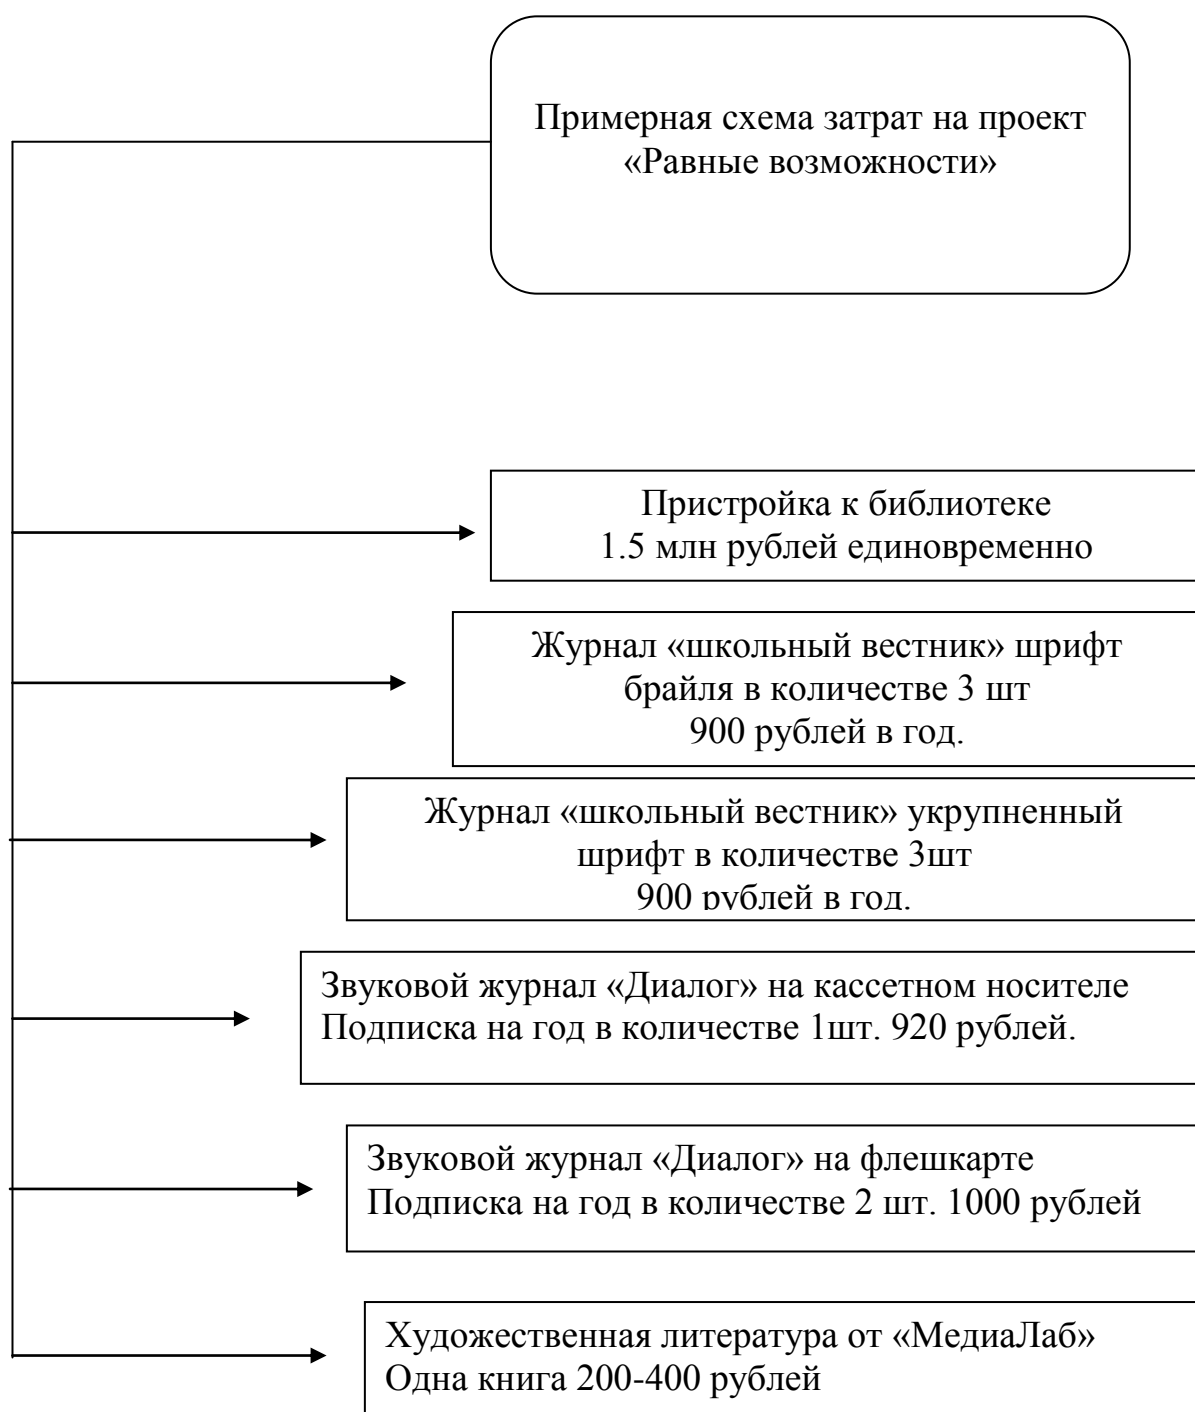 Примерная схема затрат на проект
«Равные возможности»
Пристройка к библиотеке
1.5 млн рублей единовременно
Журнал «школьный вестник» шрифт
брайля в количестве 3 шт
900 рублей в год.
Журнал «школьный вестник» укрупненный
шрифт в количестве 3шт
900 рублей в год.
Звуковой журнал «Диалог» на кассетном носителе
Подписка на год в количестве 1шт. 920 рублей.
Звуковой журнал «Диалог» на флешкарте
Подписка на год в количестве 2 шт. 1000 рублей
Художественная литература от «МедиаЛаб»
Одна книга 200-400 рублей